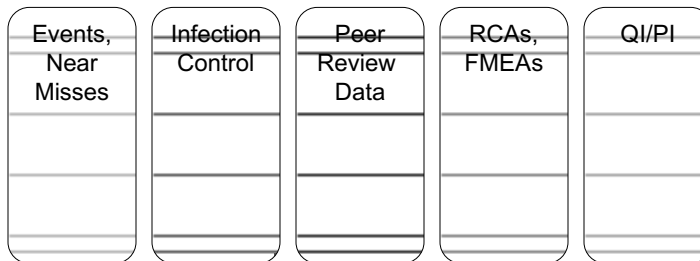 Events,
Near
Misses
Infection
Control
Peer
Review
Data
RCAs,
FMEAs
QI/PI